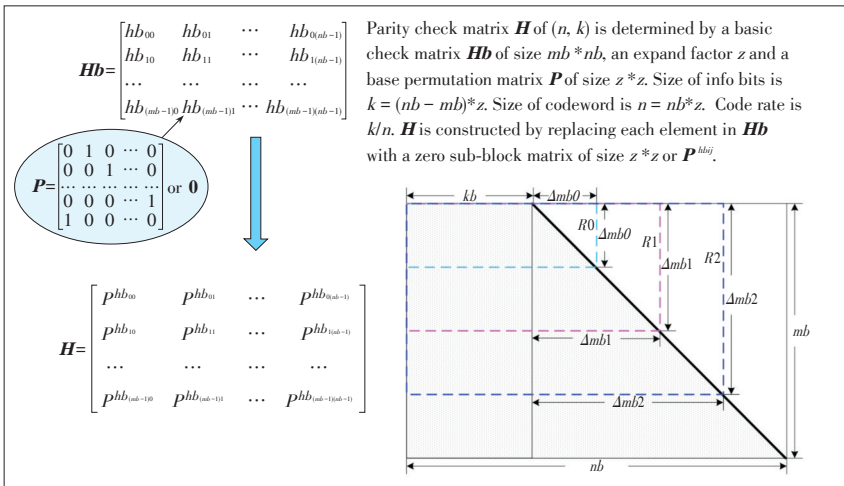 Hb= [hb00 hb01 ⋯ hb0(nb−1)
hb10 hb11 ⋯ hb1(nb−1)
⋯ ⋯ ⋯
hb(mb−1)0 hb(mb−1)1 ⋯ hb(mb−1)(nb−1)]
P= [0 1 0 ⋯ 0
0 0 1 ⋯ 0
⋯ ⋯ ⋯ ⋯ ⋯
0 0 0 ⋯ 1
1 0 0 ⋯ 0] or 0
H= [P^hb00 P^hb01 ⋯ P^hb0(nb−1)
P^hb10 P^hb11 ⋯ P^hb1(nb−1)
⋯ ⋯ ⋯ ⋯
P^hb(mb−1)0 P^hb(mb−1)1 ⋯ P^hb(mb−1)(nb−1)]
Parity check matrix H of (n, k) is determined by a basic
check matrix Hb of size mb *nb, an expand factor z and a
base permutation matrix P of size z *z. Size of info bits is
k = (nb − mb)*z. Size of codeword is n = nb*z. Code rate is
k/n. H is constructed by replacing each element in Hb
with a zero sub-block matrix of size z *z or P^hbij.
kb
Δmb0
R0
Δmb0
R1
Δmb1
R2
Δmb2
mb
Δmb1
Δmb2
nb